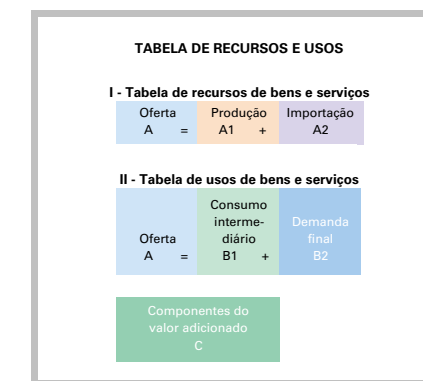 TABELA DE RECURSOS E USOS
I - Tabela de recursos de bens e serviços
Oferta Produção Importação
A = A1 + A2
II - Tabela de usos de bens e serviços
Consumo
interme- Demanda
Oferta diário final
A = B1 + B2
Componentes do
valor adicionado
C